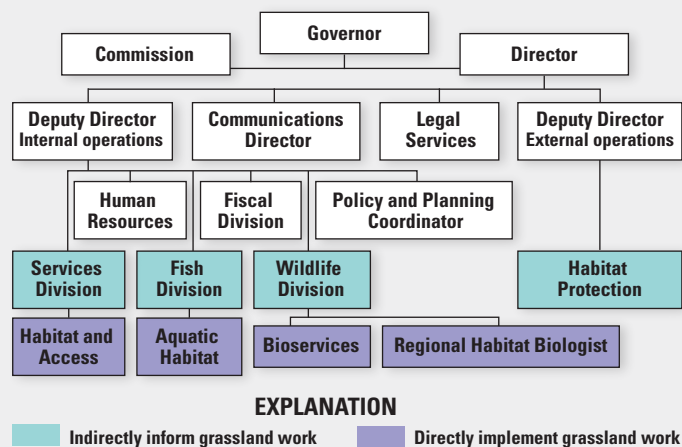 Governor
Commission
Director
Deputy Director
Internal operations
Communications
Director
Legal
Services
Deputy Director
External operations
Human
Resources
Fiscal
Division
Policy and Planning
Coordinator
Services
Division
Fish
Division
Wildlife
Division
Habitat
Protection
Habitat and
Access
Aquatic
Habitat
Bioservices
Regional Habitat Biologist
EXPLANATION
Indirectly inform grassland work
Directly implement grassland work